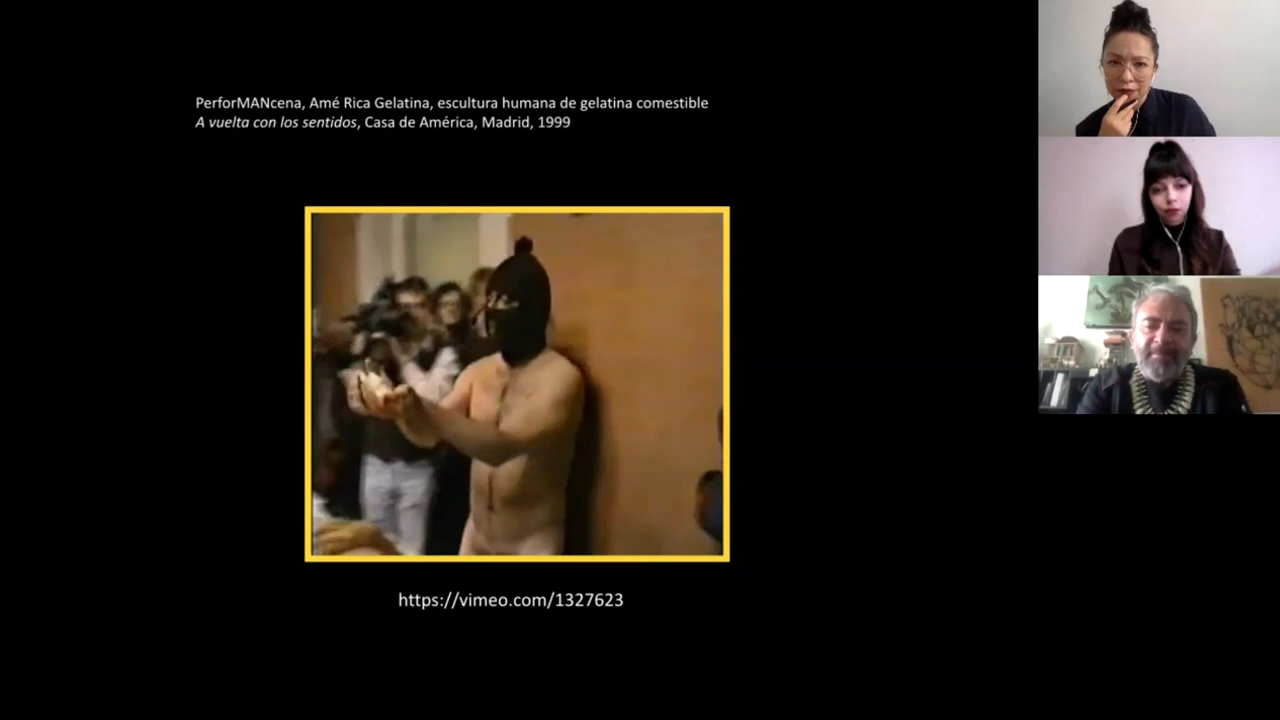 PerforMANcena, Amé Rica Gelatina, escultura humana de gelatina comestible
A vuelta con los sentidos, Casa de América, Madrid, 1999
https://vimeo.com/1327623